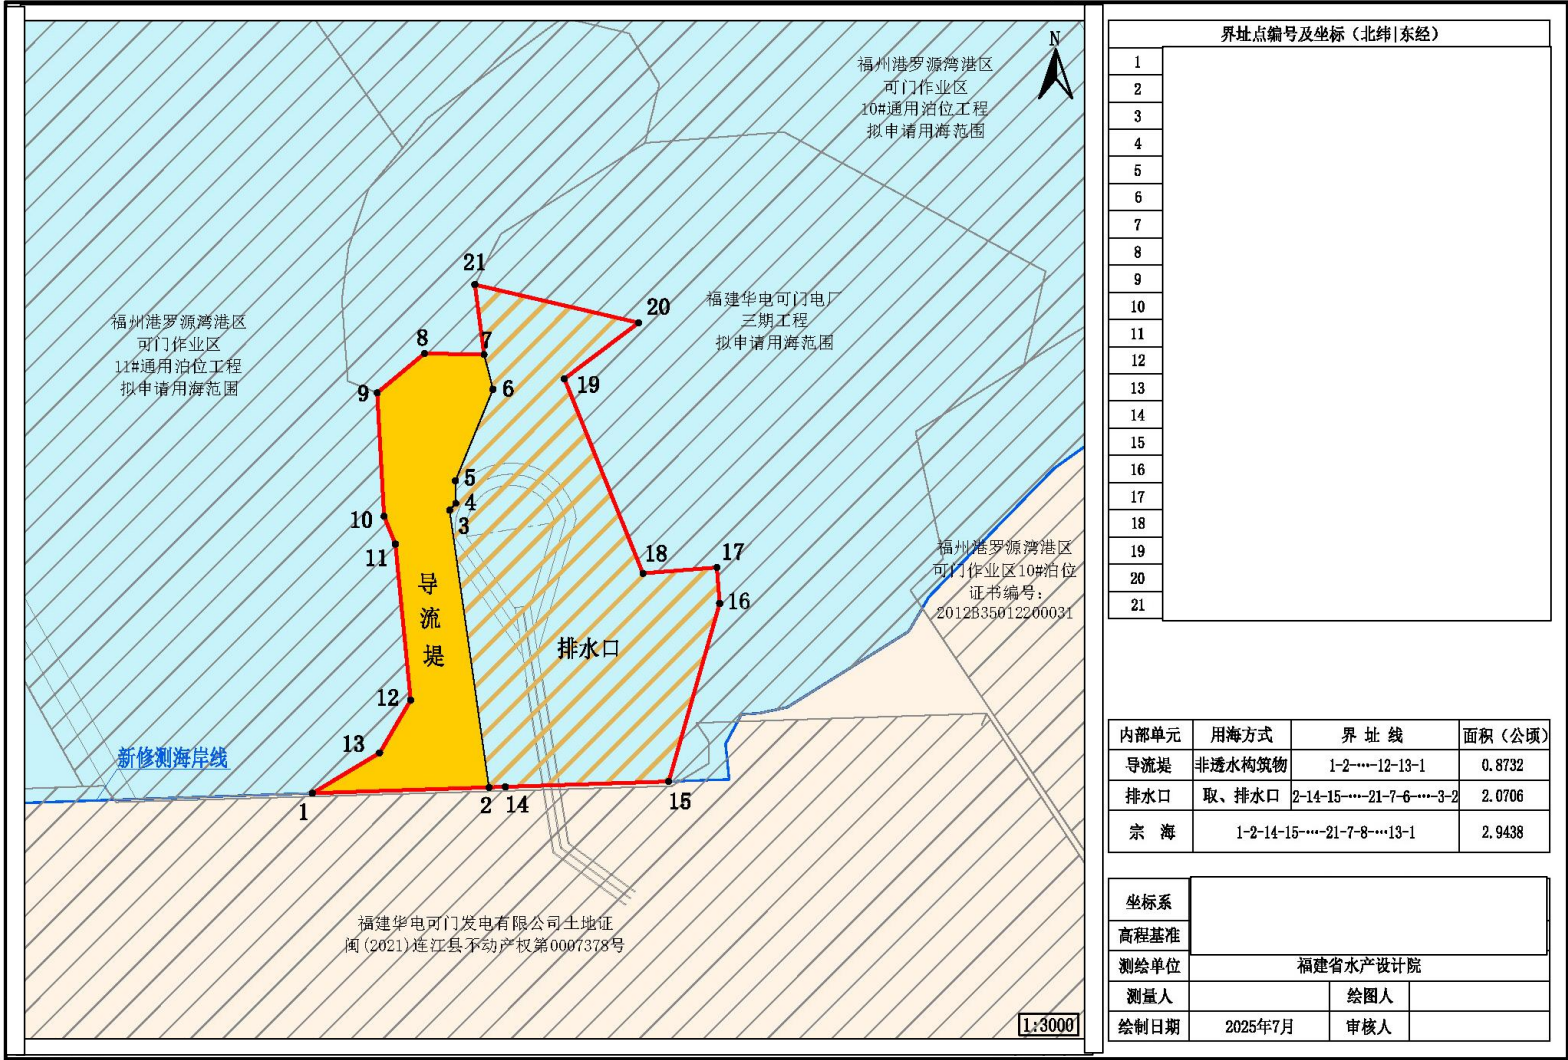 N
福州港罗源湾港区
可门作业区
10#通用泊位工程
拟申请用海范围
21
20
福建华电可门电厂
三期工程
拟申请用海范围
福州港罗源湾港区
可门作业区
11#通用泊位工程
拟申请用海范围
8
7
9
6
19
5
4
3
10
11
18
17
16
福州港罗源湾港区
可门作业区10#泊位
证书编号:
2012B35012200031
导
流
堤
排水口
12
13
新修测海岸线
1
2
14
15
福建华电可门发电有限公司土地证
闽(2021)连江县不动产权第0007378号
1:3000
界址点编号及坐标（北纬|东经）
1
2
3
4
5
6
7
8
9
10
11
12
13
14
15
16
17
18
19
20
21
内部单元 用海方式 界 址 线 面积（公顷）
导流堤 非透水构筑物 1-2-…-12-13-1 0.8732
排水口 取、排水口 2-14-15-…-21-7-6-…-3-2 2.0706
宗 海 1-2-14-15-…-21-7-8-…13-1 2.9438
坐标系
高程基准
测绘单位 福建省水产设计院
测量人 绘图人
绘制日期 2025年7月 审核人